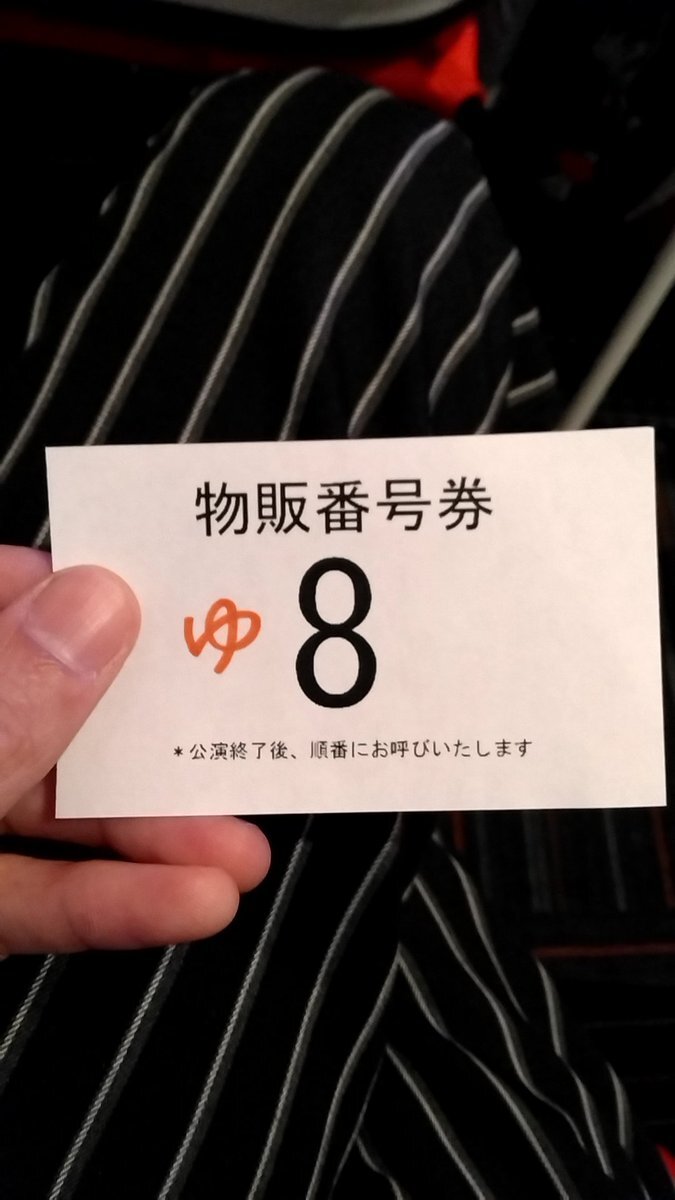 物販番号券
ゆ 8
*公演終了後、順番にお呼びいたします